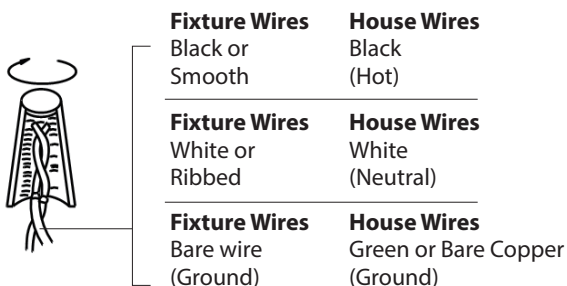 Fixture Wires House Wires
Black or Black
Smooth (Hot)
Fixture Wires House Wires
White or White
Ribbed (Neutral)
Fixture Wires House Wires
Bare wire Green or Bare Copper
(Ground) (Ground)